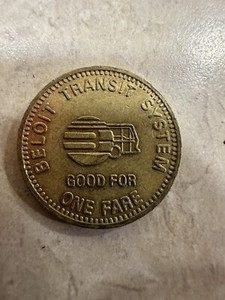 BELOIT TRANSIT SYSTEM
GOOD FOR
ONE FARE